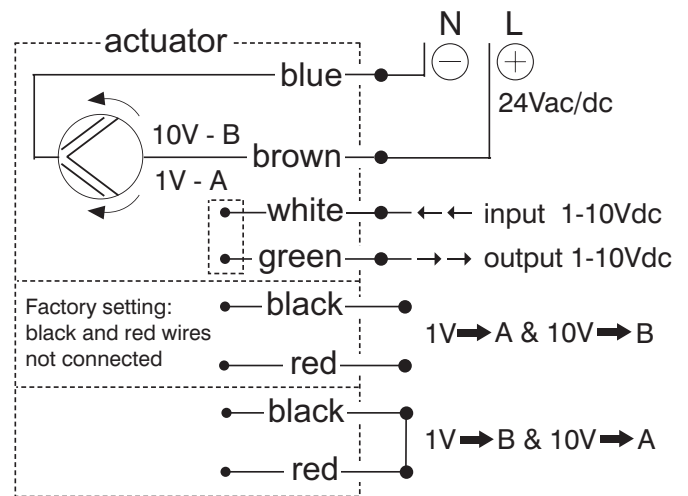 N L
actuator
blue
− +
24Vac/dc
10V - B
brown
1V - A
white ←← input 1-10Vdc
green →→ output 1-10Vdc
Factory setting:
black and red wires
not connected
black
1V➡A & 10V➡B
red
black
1V➡B & 10V➡A
red